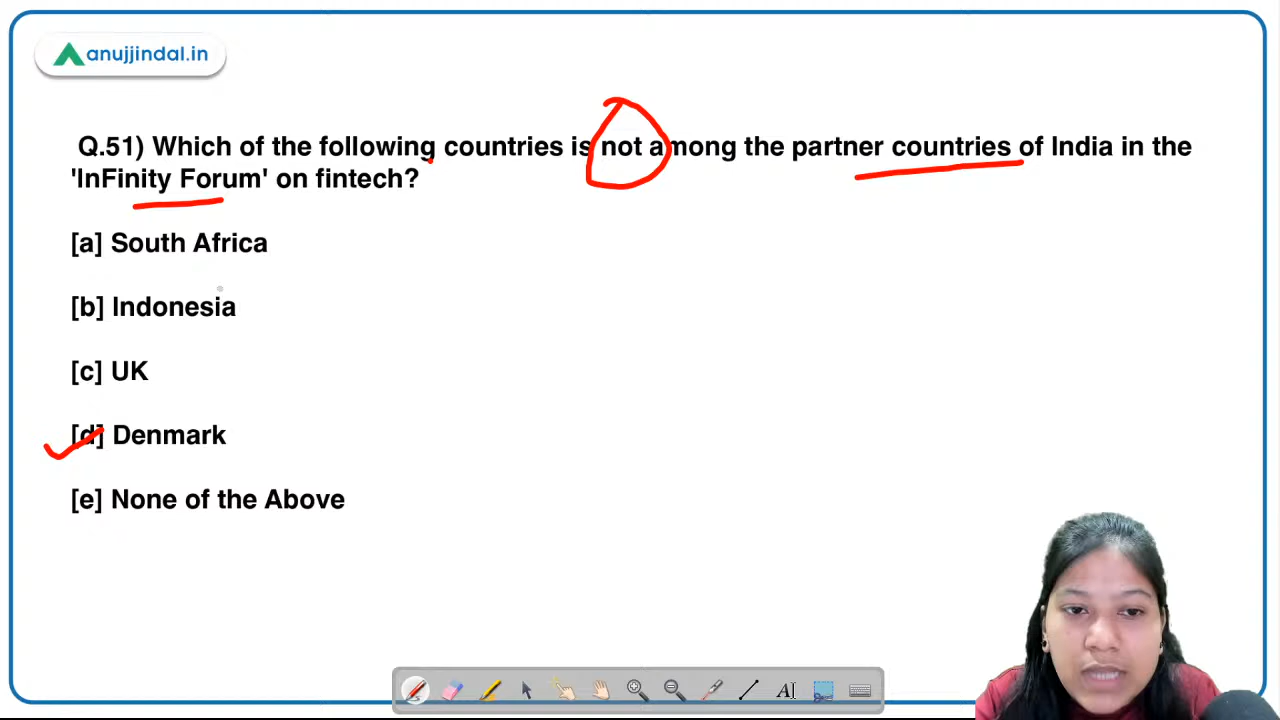 anujjindal.in
Q.51) Which of the following countries is not among the partner countries of India in the
'InFinity Forum' on fintech?
[a] South Africa
[b] Indonesia
[c] UK
[d] Denmark
[e] None of the Above